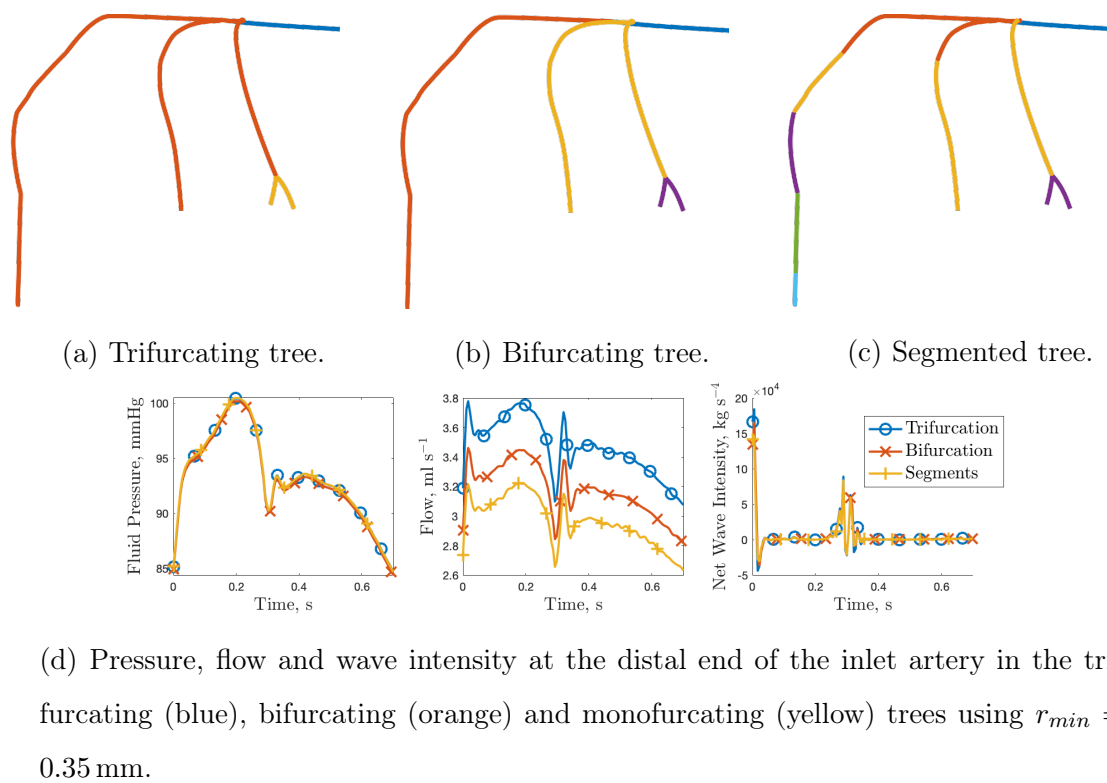 (a) Trifurcating tree.
(b) Bifurcating tree.
(c) Segmented tree.
Fluid Pressure, mmHg
100
95
90
85
0
0.2
0.4
0.6
Time, s
Flow, ml s⁻¹
3.8
3.6
3.4
3.2
3
2.8
2.6
0
0.2
0.4
0.6
Time, s
Net Wave Intensity, kg s⁻⁴
×10⁴
20
15
10
5
0
-5
0
0.2
0.4
0.6
Time, s
Trifurcation
Bifurcation
Segments
(d) Pressure, flow and wave intensity at the distal end of the inlet artery in the tri
furcating (blue), bifurcating (orange) and monofurcating (yellow) trees using r_min =
0.35 mm.